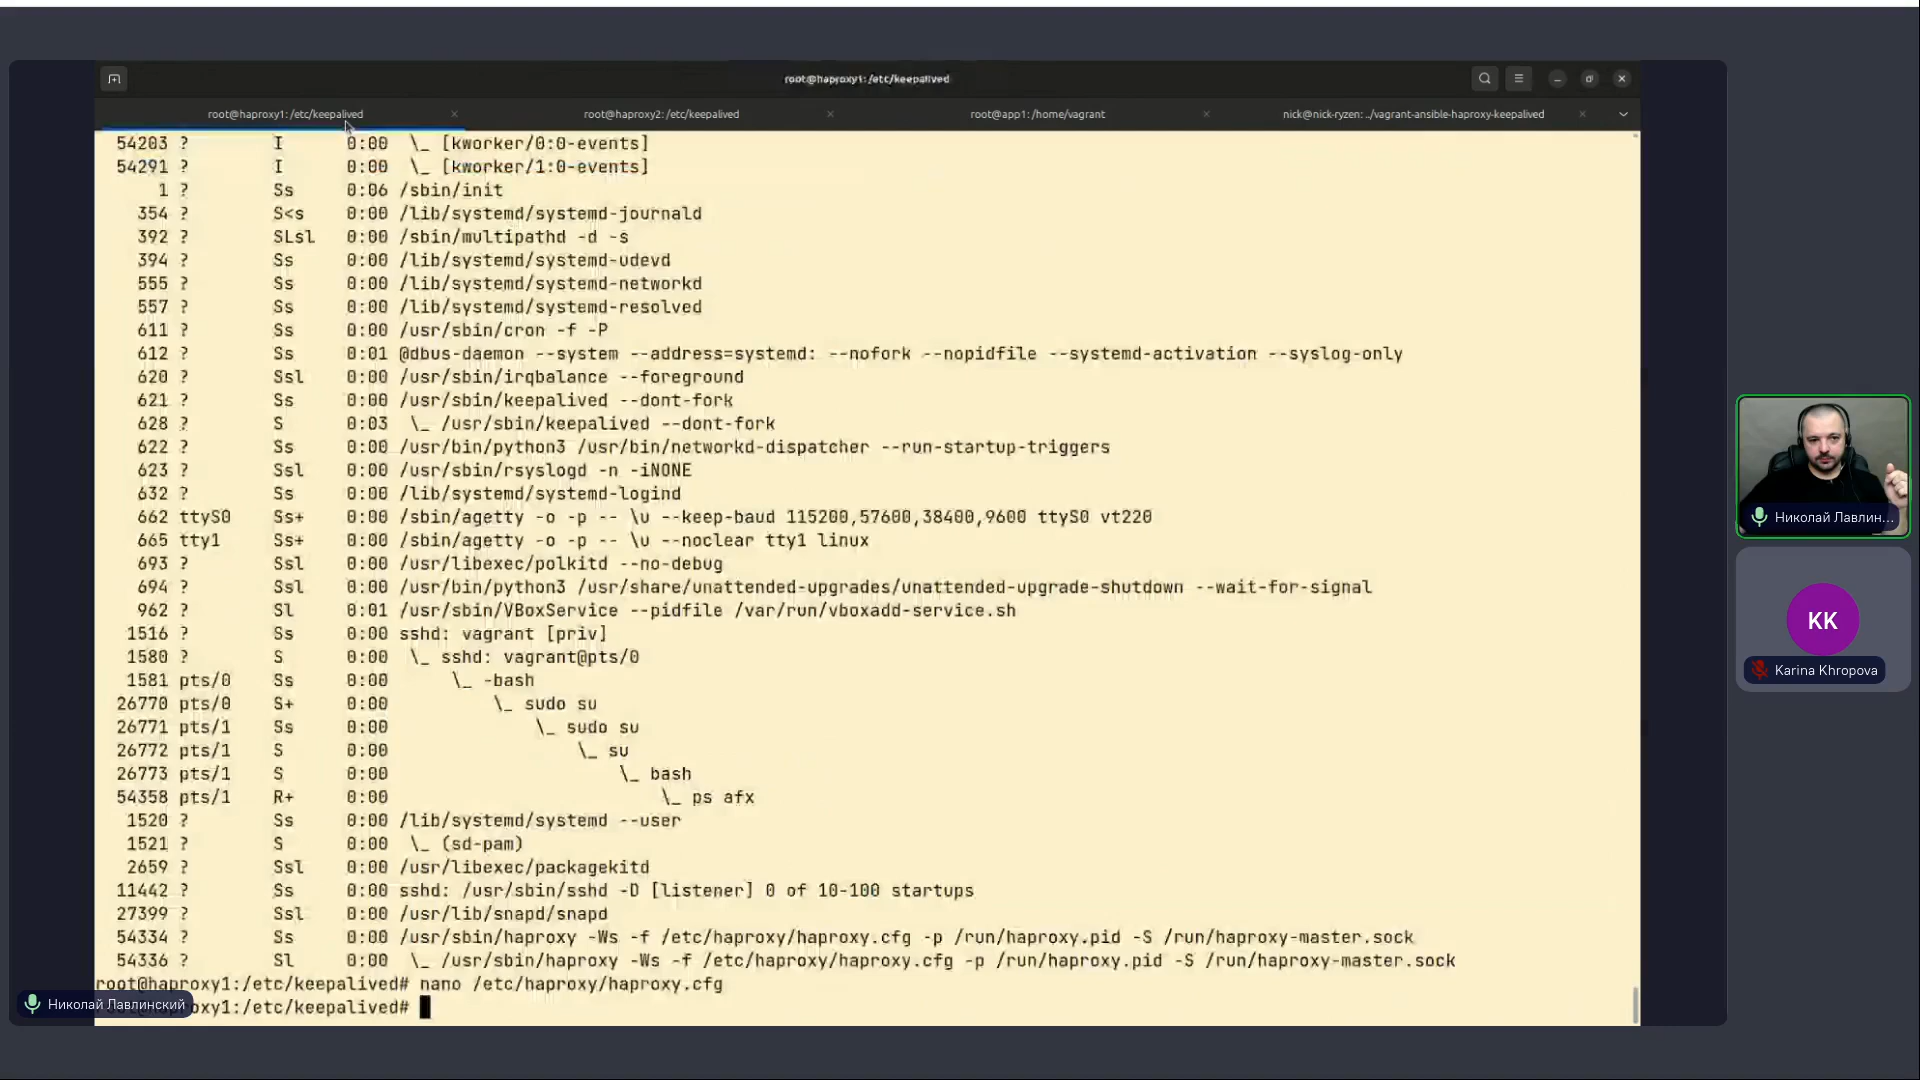 root@haproxy1: /etc/keepalived
root@haproxy1: /etc/keepalived
root@haproxy2: /etc/keepalived
root@app1: /home/vagrant
nick@nick-ryzen: ../vagrant-ansible-haproxy-keepalived
54203 ? I 0:00 \_ [kworker/0:0-events]
54291 ? I 0:00 \_ [kworker/1:0-events]
1 ? Ss 0:06 /sbin/init
354 ? S<s 0:00 /lib/systemd/systemd-journald
392 ? SLsl 0:00 /sbin/multipathd -d -s
394 ? Ss 0:00 /lib/systemd/systemd-udevd
555 ? Ss 0:00 /lib/systemd/systemd-networkd
557 ? Ss 0:00 /lib/systemd/systemd-resolved
611 ? Ss 0:00 /usr/sbin/cron -f -P
612 ? Ss 0:01 @dbus-daemon --system --address=systemd: --nofork --nopidfile --systemd-activation --syslog-only
620 ? Ssl 0:00 /usr/sbin/irqbalance --foreground
621 ? Ss 0:00 /usr/sbin/keepalived --dont-fork
628 ? S 0:03 \_ /usr/sbin/keepalived --dont-fork
622 ? Ss 0:00 /usr/bin/python3 /usr/bin/networkd-dispatcher --run-startup-triggers
623 ? Ssl 0:00 /usr/sbin/rsyslogd -n -iNONE
632 ? Ss 0:00 /lib/systemd/systemd-logind
662 ttyS0 Ss+ 0:00 /sbin/agetty -o -p -- \u --keep-baud 115200,57600,38400,9600 ttyS0 vt220
665 tty1 Ss+ 0:00 /sbin/agetty -o -p -- \u --noclear tty1 linux
693 ? Ssl 0:00 /usr/libexec/polkitd --no-debug
694 ? Ssl 0:00 /usr/bin/python3 /usr/share/unattended-upgrades/unattended-upgrade-shutdown --wait-for-signal
962 ? Sl 0:01 /usr/sbin/VBoxService --pidfile /var/run/vboxadd-service.sh
1516 ? Ss 0:00 sshd: vagrant [priv]
1580 ? S 0:00 \_ sshd: vagrant@pts/0
1581 pts/0 Ss 0:00 \_ -bash
26770 pts/0 S+ 0:00 \_ sudo su
26771 pts/1 Ss 0:00 \_ sudo su
26772 pts/1 S 0:00 \_ su
26773 pts/1 S 0:00 \_ bash
54358 pts/1 R+ 0:00 \_ ps afx
1520 ? Ss 0:00 /lib/systemd/systemd --user
1521 ? S 0:00 \_ (sd-pam)
2659 ? Ssl 0:00 /usr/libexec/packagekitd
11442 ? Ss 0:00 sshd: /usr/sbin/sshd -D [listener] 0 of 10-100 startups
27399 ? Ssl 0:00 /usr/lib/snapd/snapd
54334 ? Ss 0:00 /usr/sbin/haproxy -Ws -f /etc/haproxy/haproxy.cfg -p /run/haproxy.pid -S /run/haproxy-master.sock
54336 ? Sl 0:00 \_ /usr/sbin/haproxy -Ws -f /etc/haproxy/haproxy.cfg -p /run/haproxy.pid -S /run/haproxy-master.sock
root@haproxy1:/etc/keepalived# nano /etc/haproxy/haproxy.cfg
oxy1:/etc/keepalived#
Николай Лавлинский
Николай Лавлин...
KK
Karina Khropova